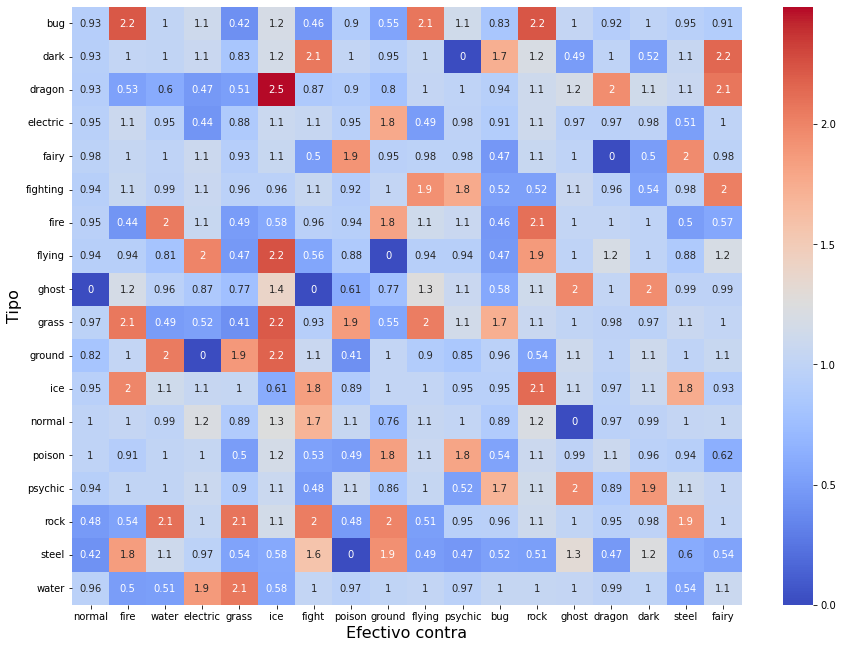 bug 0.93 2.2 1 1.1 0.42 1.2 0.46 0.9 0.55 2.1 1.1 0.83 2.2 1 0.92 1 0.95 0.91
dark 0.93 1 1 1.1 0.83 1.2 2.1 1 0.95 1 0 1.7 1.2 0.49 1 0.52 1.1 2.2
dragon 0.93 0.53 0.6 0.47 0.51 2.5 0.87 0.9 0.8 1 1 0.94 1.1 1.2 2 1.1 1.1 2.1
electric 0.95 1.1 0.95 0.44 0.88 1.1 1.1 0.95 1.8 0.49 0.98 0.91 1.1 0.97 0.97 0.98 0.51 1
fairy 0.98 1 1 1.1 0.93 1.1 0.5 1.9 0.95 0.98 0.98 0.47 1.1 1 0 0.5 2 0.98
fighting 0.94 1.1 0.99 1.1 0.96 0.96 1.1 0.92 1 1.9 1.8 0.52 0.52 1.1 0.96 0.54 0.98 2
fire 0.95 0.44 2 1.1 0.49 0.58 0.96 0.94 1.8 1.1 1.1 0.46 2.1 1 1 1 0.5 0.57
flying 0.94 0.94 0.81 2 0.47 2.2 0.56 0.88 0 0.94 0.94 0.47 1.9 1 1.2 1 0.88 1.2
ghost 0 1.2 0.96 0.87 0.77 1.4 0 0.61 0.77 1.3 1.1 0.58 1.1 2 1 2 0.99 0.99
grass 0.97 2.1 0.49 0.52 0.41 2.2 0.93 1.9 0.55 2 1.1 1.7 1.1 1 0.98 0.97 1.1 1
ground 0.82 1 2 0 1.9 2.2 1.1 0.41 1 0.9 0.85 0.96 0.54 1.1 1 1.1 1 1.1
ice 0.95 2 1.1 1.1 1 0.61 1.8 0.89 1 1 0.95 0.95 2.1 1.1 0.97 1.1 1.8 0.93
normal 1 1 0.99 1.2 0.89 1.3 1.7 1.1 0.76 1.1 1 0.89 1.2 0 0.97 0.99 1 1
poison 1 0.91 1 1 0.5 1.2 0.53 0.49 1.8 1.1 1.8 0.54 1.1 0.99 1.1 0.96 0.94 0.62
psychic 0.94 1 1 1.1 0.9 1.1 0.48 1.1 0.86 1 0.52 1.7 1.1 2 0.89 1.9 1.1 1
rock 0.48 0.54 2.1 1 2.1 1.1 2 0.48 2 0.51 0.95 0.96 1.1 1 0.95 0.98 1.9 1
steel 0.42 1.8 1.1 0.97 0.54 0.58 1.6 0 1.9 0.49 0.47 0.52 0.51 1.3 0.47 1.2 0.6 0.54
water 0.96 0.5 0.51 1.9 2.1 0.58 1 0.97 1 1 0.97 1 1 1 0.99 1 0.54 1.1
normal fire water electric grass ice fight poison ground flying psychic bug rock ghost dragon dark steel fairy
Efectivo contra
Tipo
2.0
1.5
1.0
0.5
0.0